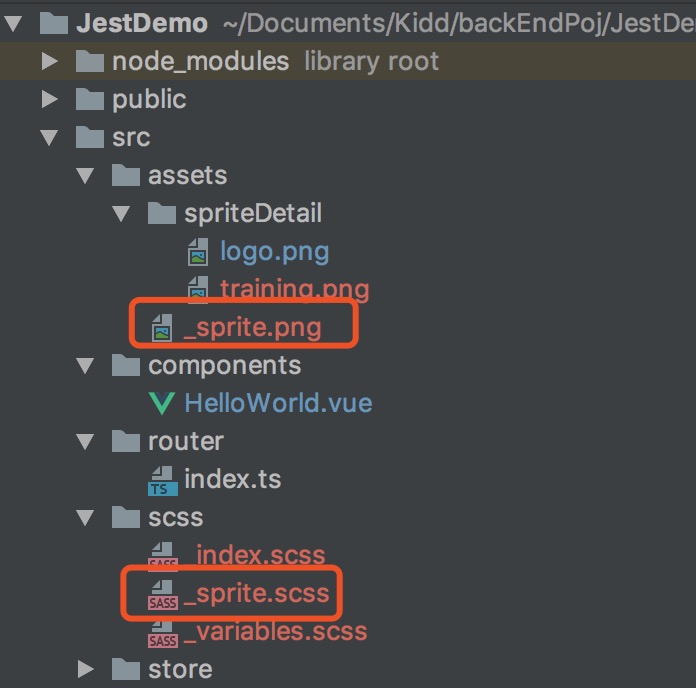 JestDemo ~/Documents/Kidd/backEndPoj/JestDe
node_modules library root
public
src
assets
spriteDetail
logo.png
training.png
_sprite.png
components
HelloWorld.vue
router
TS index.ts
scss
SASS _index.scss
SASS _sprite.scss
SASS _variables.scss
store